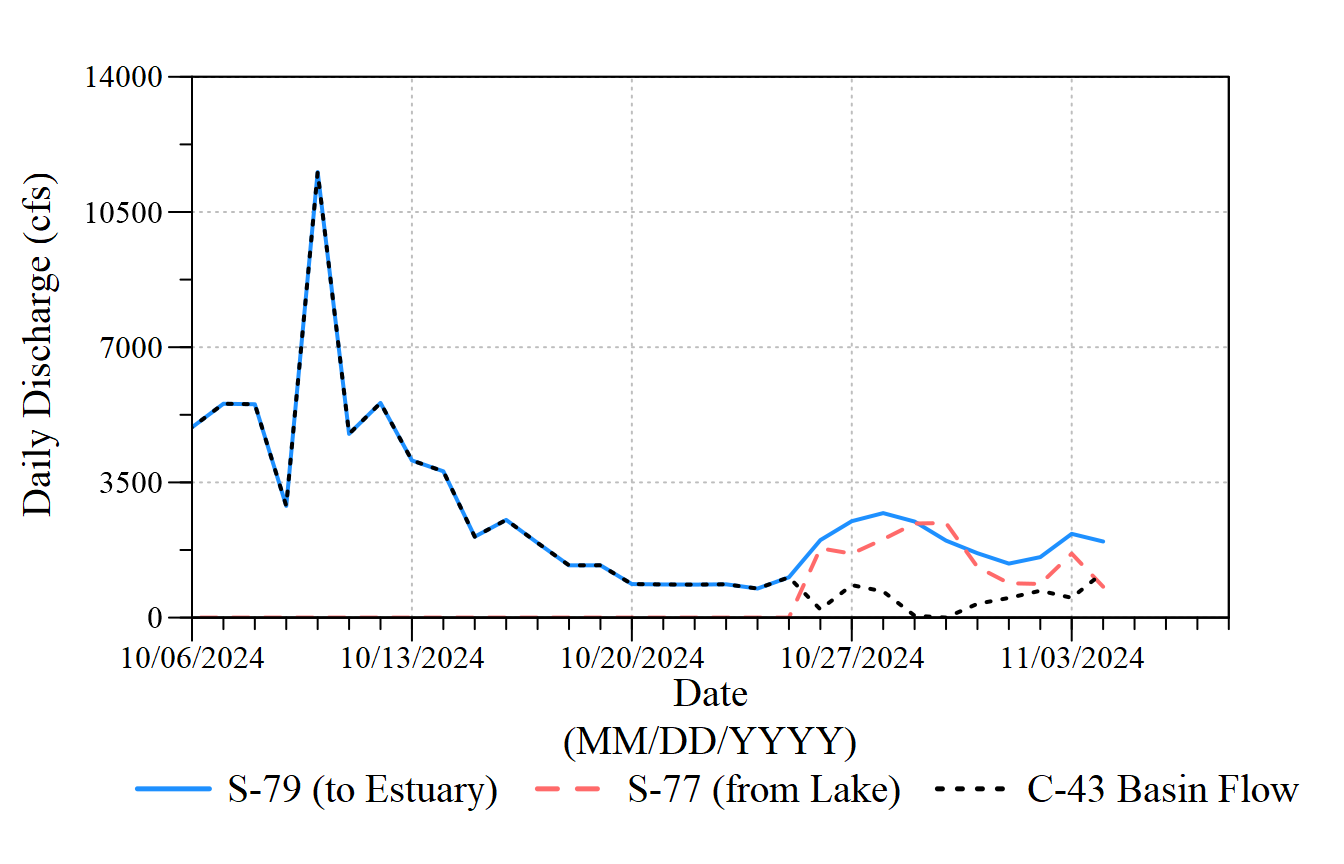 14000
10500
7000
3500
0
Daily Discharge (cfs)
10/06/2024 10/13/2024 10/20/2024 10/27/2024 11/03/2024
Date
(MM/DD/YYYY)
S-79 (to Estuary) S-77 (from Lake) C-43 Basin Flow